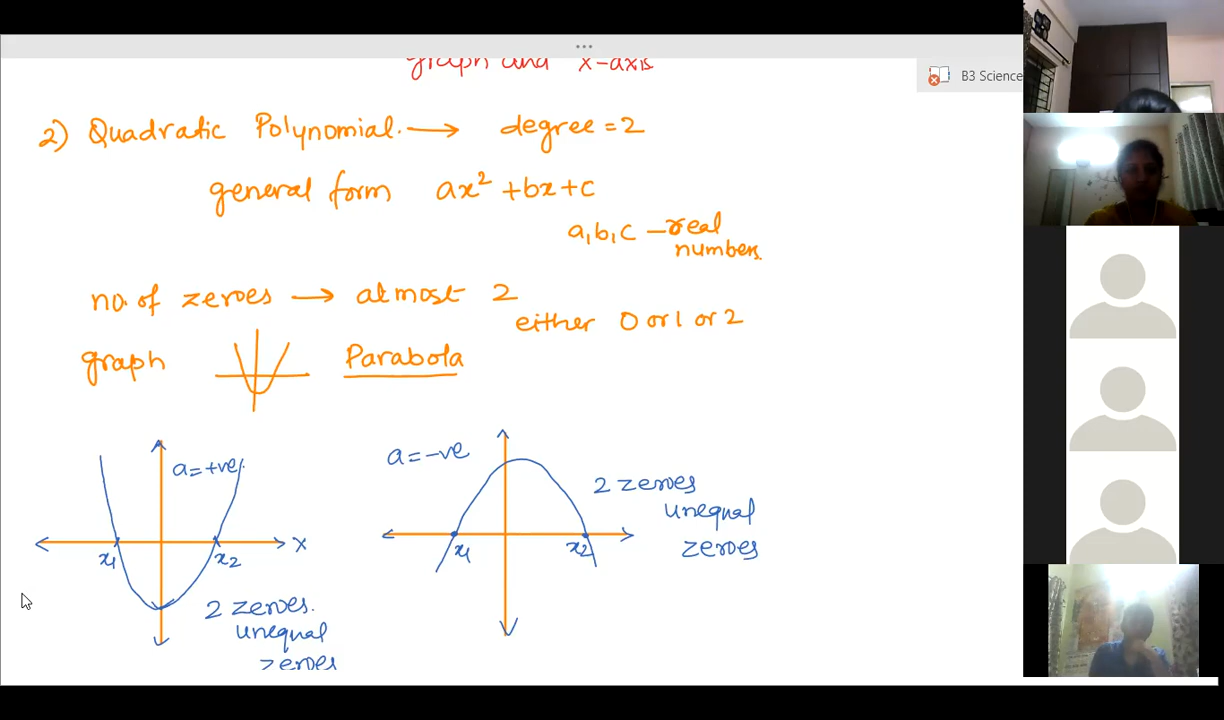 graph and x-axis
B3 Science
2) Quadratic Polynomial. → degree = 2
general form ax² + bx + c
a, b, c — real
numbers.
no. of zeroes → atmost 2
either 0 or 1 or 2
graph Parabola
a = +ve
a = -ve
2 zeroes
unequal
zeroes
x₁ x₂ X
x₁ x₂
2 zeroes.
unequal
zeroes